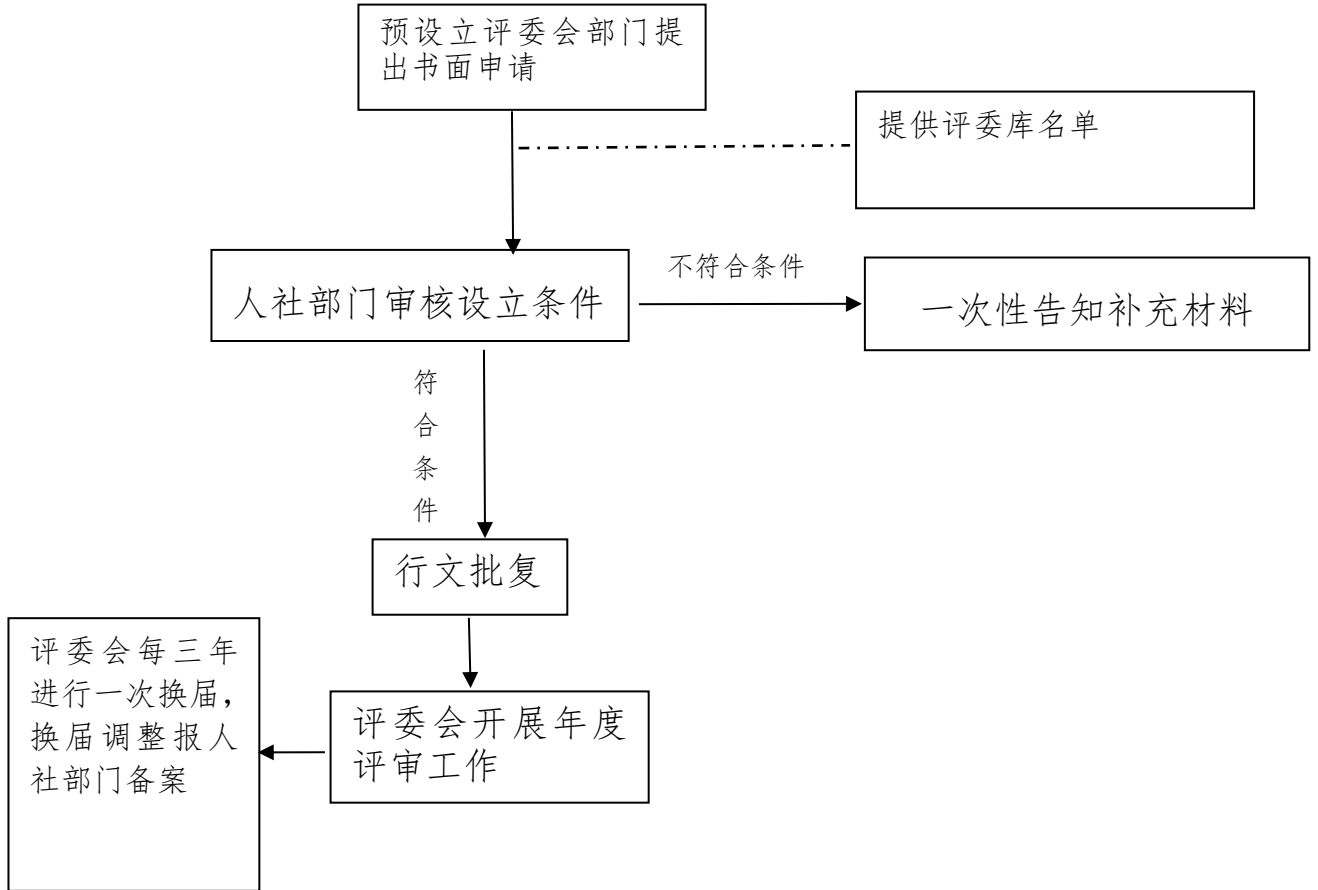 预设立评委会部门提
出书面申请
提供评委库名单
人社部门审核设立条件
不符合条件
一次性告知补充材料
符
合
条
件
行文批复
评委会每三年
进行一次换届，
换届调整报人
社部门备案
评委会开展年度
评审工作